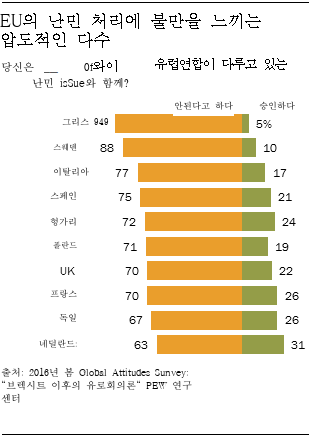 EU의 난민 처리에 불만을 느끼는
압도적인 다수
당신은 __ Of와이 유럽연합이 다루고 있는
난민 isSue와 함께?
안된다고 하다 승인하다
그리스 949 5%
스웨덴 88 10
이탈리아 77 17
스페인 75 21
헝가리 72 24
폴란드 71 19
UK 70 22
프랑스 70 26
독일 67 26
네덜란드: 63 31
출처: 2016년 봄 Global Attitudes Survey:
"브렉시트 이후의 유로회의론" PEW 연구
센터